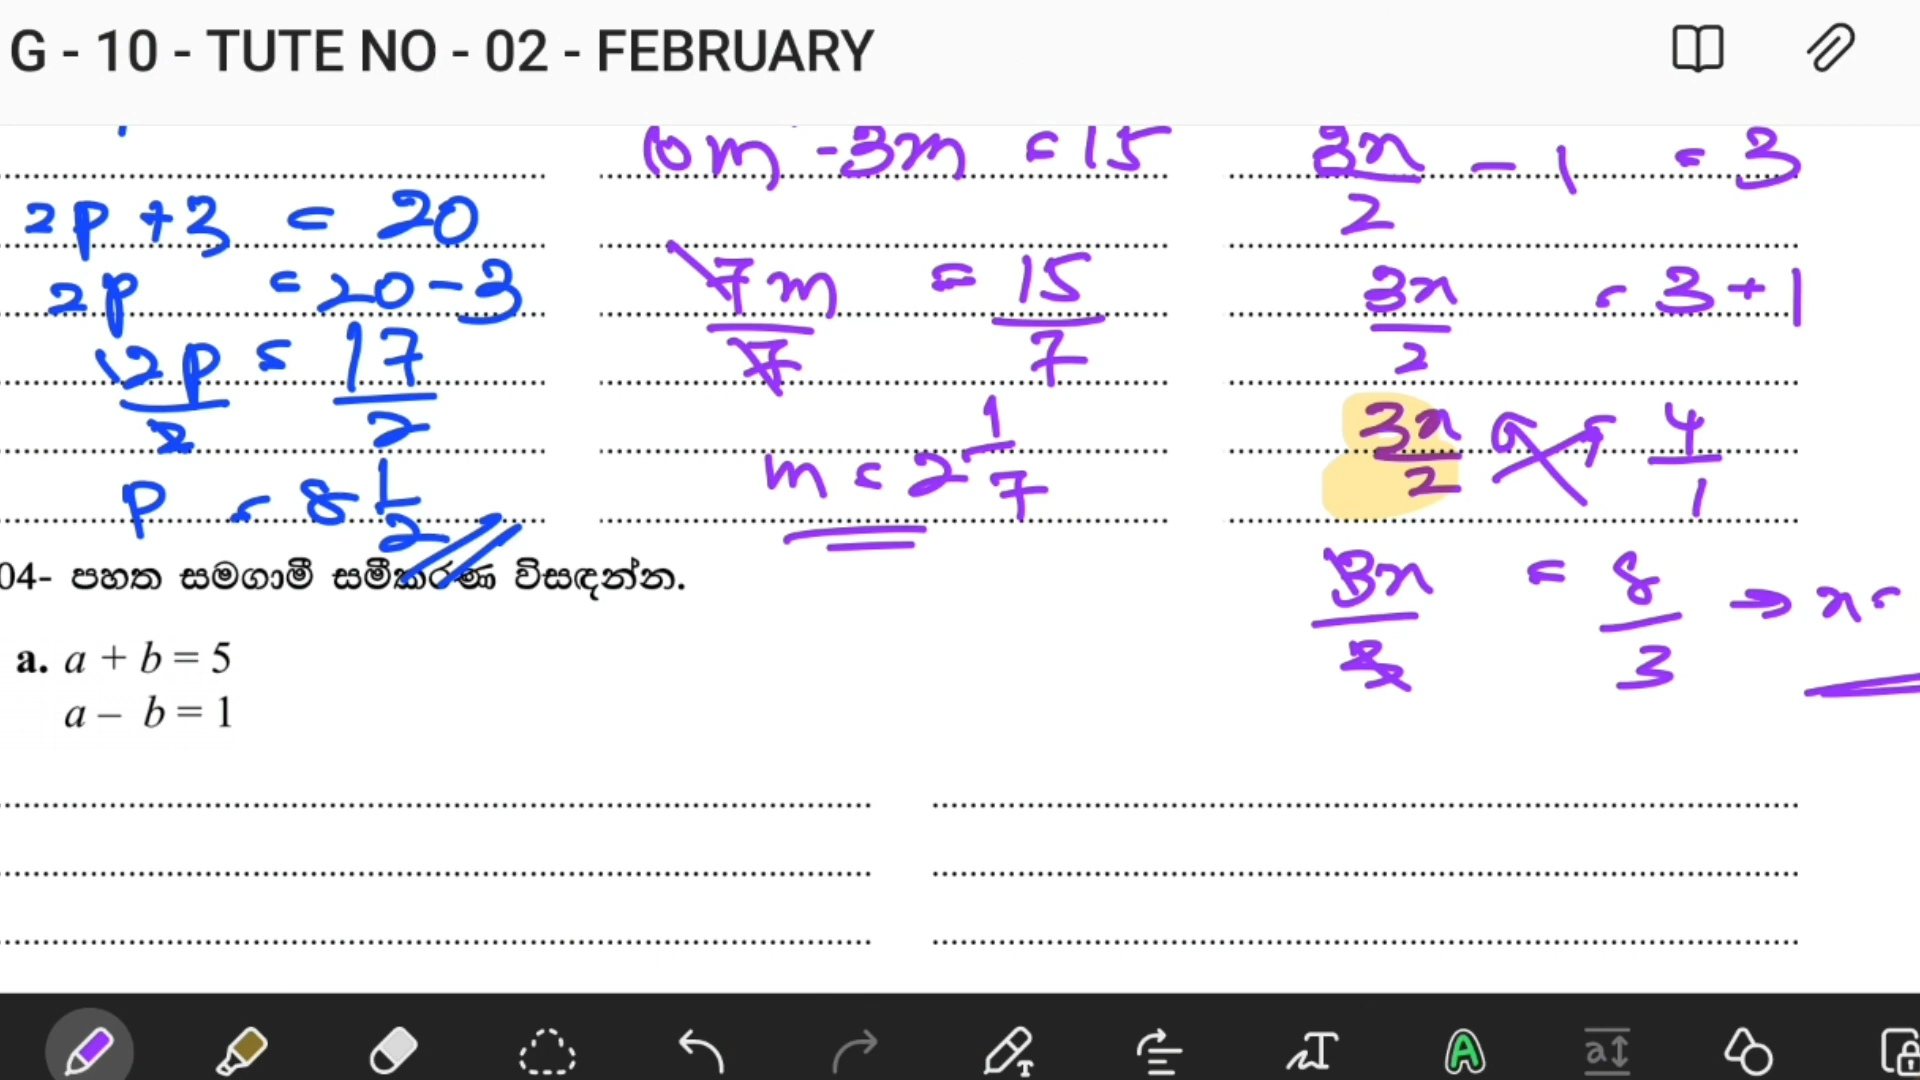 G - 10 - TUTE NO - 02 - FEBRUARY
2p + 3 = 20
2p = 20 - 3
2p/2 = 17/2
p = 8 1/2
10m - 3m = 15
7m/7 = 15/7
m = 2 1/7
3x/2 - 1 = 3
3x/2 = 3 + 1
3x/2 4/1
3x/3 = 8/3 → x =
04- පහත සමගාමී සමීකරණ විසඳන්න.
a. a + b = 5
a – b = 1